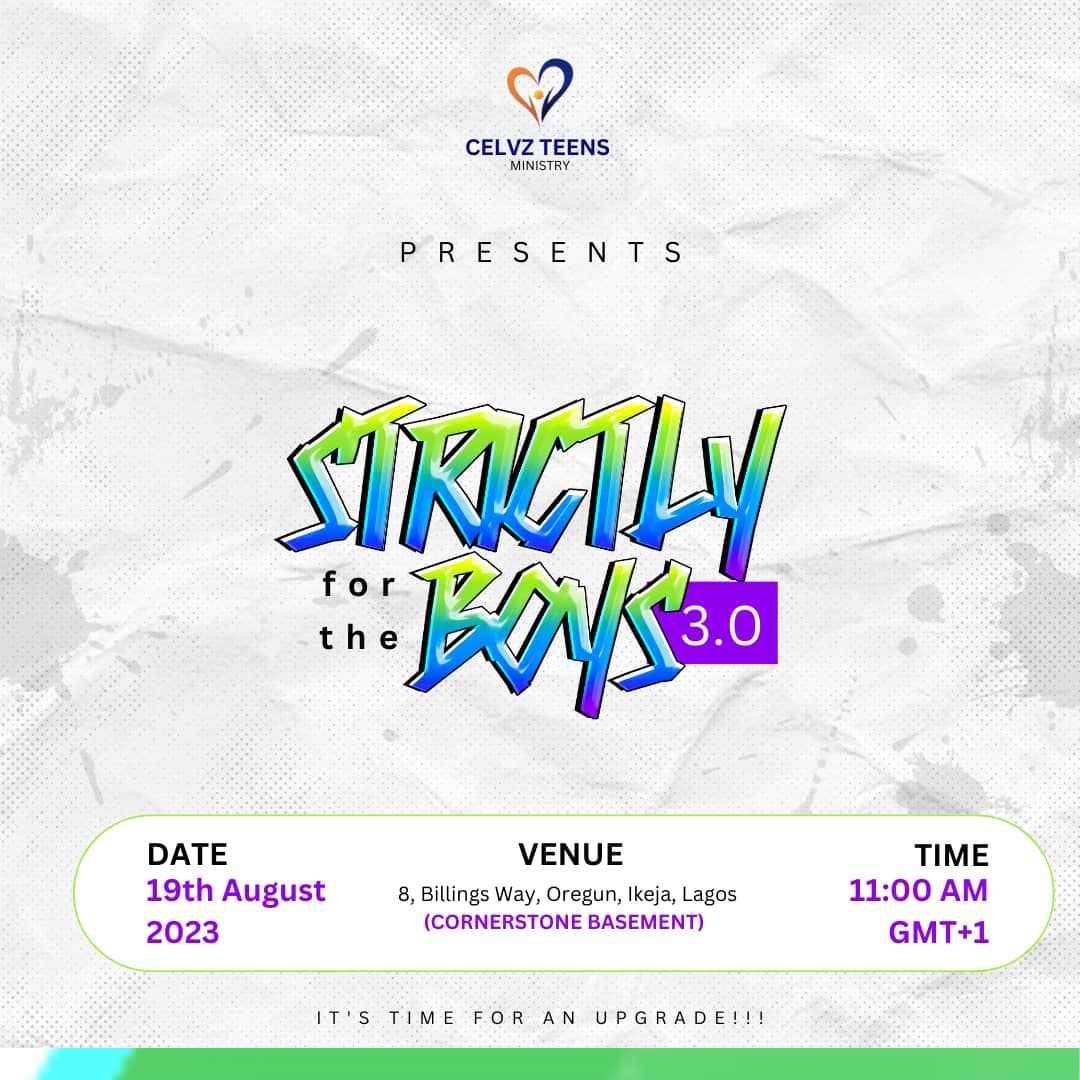 CELVZ TEENS
MINISTRY
PRESENTS
STRICTLY
for
the
BOYS
3.0
DATE
19th August
2023
VENUE
8, Billings Way, Oregun, Ikeja, Lagos
(CORNERSTONE BASEMENT)
TIME
11:00 AM
GMT+1
IT'S TIME FOR AN UPGRADE!!!